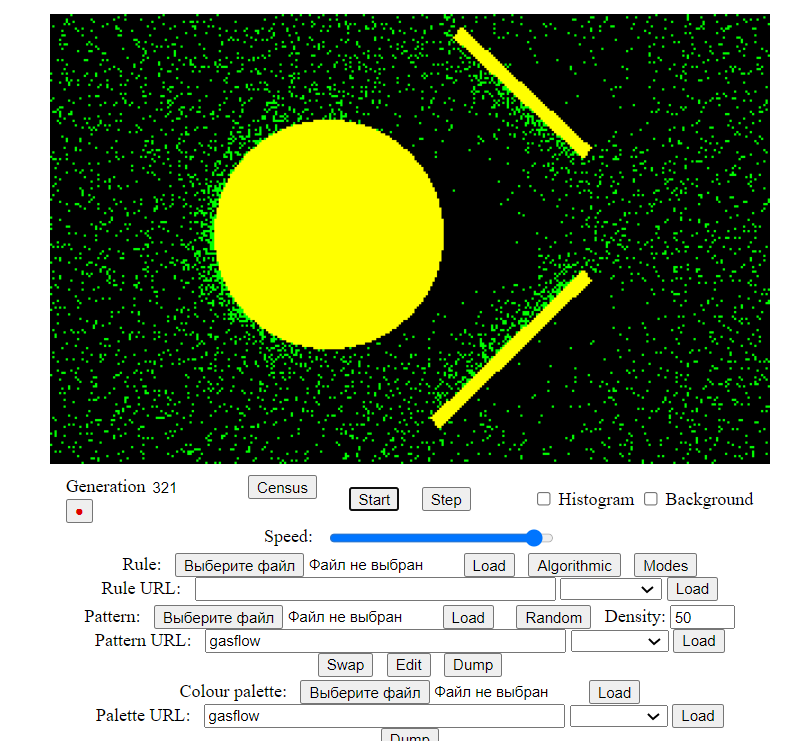 Generation 321 Census Start Step Histogram Background
Speed:
Rule: Выберите файл Файл не выбран Load Algorithmic Modes
Rule URL: Load
Pattern: Выберите файл Файл не выбран Load Random Density: 50
Pattern URL: gasflow Load
Swap Edit Dump
Colour palette: Выберите файл Файл не выбран Load
Palette URL: gasflow Load
Dump